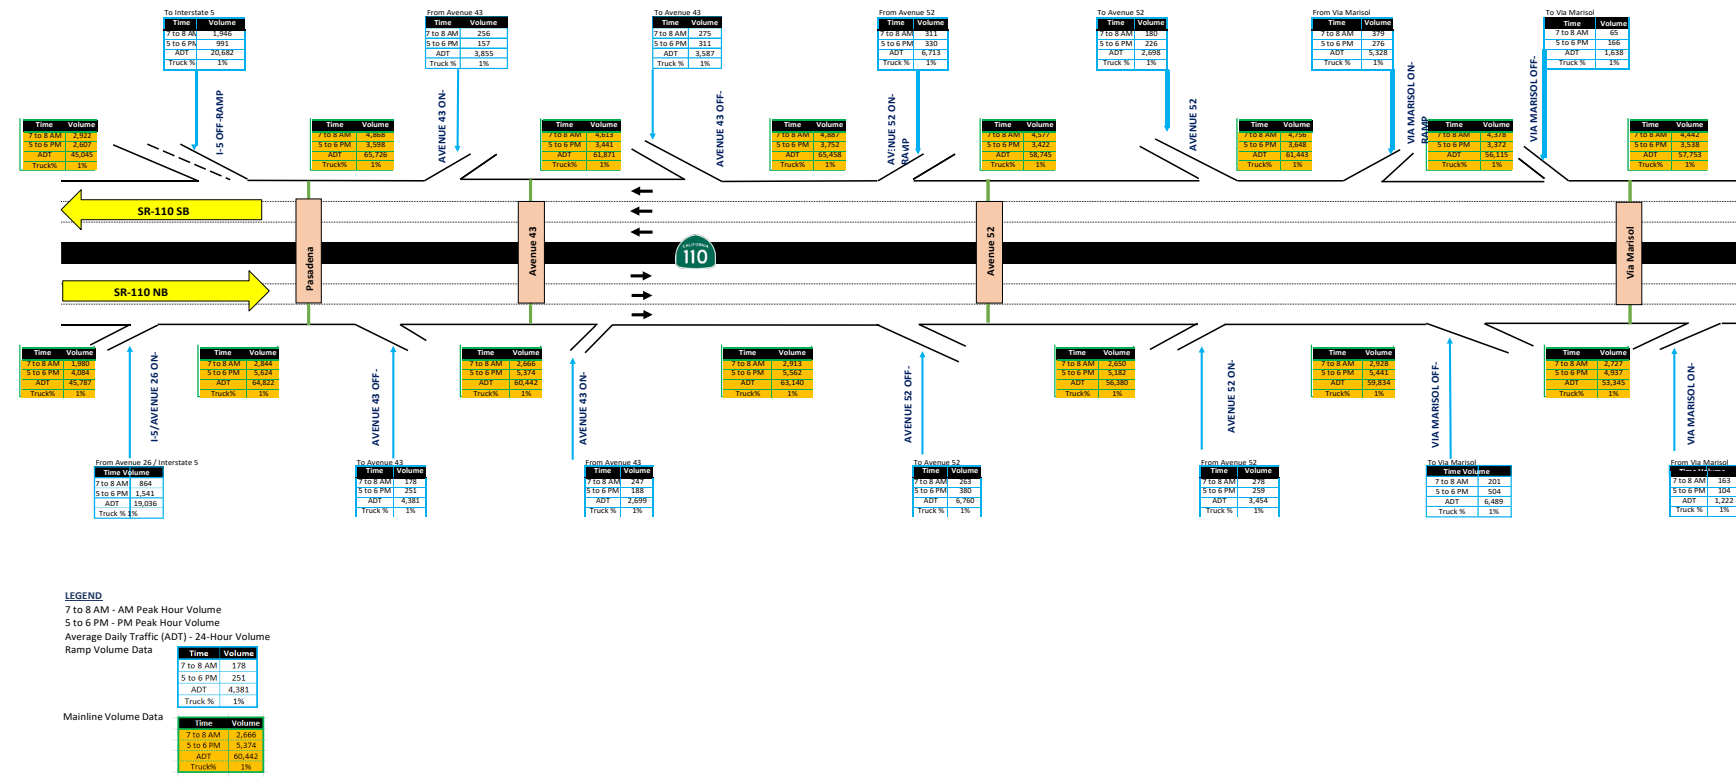 To Interstate 5
Time Volume
7 to 8 AM 1,946
5 to 6 PM 991
ADT 20,682
Truck % 1%
From Avenue 43
Time Volume
7 to 8 AM 256
5 to 6 PM 157
ADT 3,855
Truck % 1%
To Avenue 43
Time Volume
7 to 8 AM 275
5 to 6 PM 311
ADT 3,587
Truck % 1%
From Avenue 52
Time Volume
7 to 8 AM 311
5 to 6 PM 330
ADT 6,713
Truck % 1%
To Avenue 52
Time Volume
7 to 8 AM 180
5 to 6 PM 226
ADT 2,698
Truck % 1%
From Via Marisol
Time Volume
7 to 8 AM 379
5 to 6 PM 276
ADT 5,328
Truck % 1%
To Via Marisol
Time Volume
7 to 8 AM 65
5 to 6 PM 166
ADT 1,638
Truck % 1%
I-5 OFF-RAMP
AVENUE 43 ON-
AVENUE 43 OFF-
AVENUE 52 ON-
RAMP
AVENUE 52
VIA MARISOL ON-
RAMP
VIA MARISOL OFF-
Time Volume
7 to 8 AM 2,922
5 to 6 PM 2,607
ADT 45,045
Truck% 1%
Time Volume
7 to 8 AM 4,868
5 to 6 PM 3,598
ADT 65,726
Truck% 1%
Time Volume
7 to 8 AM 4,613
5 to 6 PM 3,441
ADT 61,871
Truck% 1%
Time Volume
7 to 8 AM 4,887
5 to 6 PM 3,752
ADT 65,458
Truck% 1%
Time Volume
7 to 8 AM 4,577
5 to 6 PM 3,422
ADT 58,745
Truck% 1%
Time Volume
7 to 8 AM 4,756
5 to 6 PM 3,648
ADT 61,443
Truck% 1%
Time Volume
7 to 8 AM 4,378
5 to 6 PM 3,372
ADT 56,115
Truck% 1%
Time Volume
7 to 8 AM 4,442
5 to 6 PM 3,538
ADT 57,753
Truck% 1%
SR-110 SB
Pasadena
Avenue 43
CALIFORNIA
110
Avenue 52
Via Marisol
SR-110 NB
Time Volume
7 to 8 AM 1,980
5 to 6 PM 4,084
ADT 45,787
Truck% 1%
Time Volume
7 to 8 AM 2,844
5 to 6 PM 5,624
ADT 64,822
Truck% 1%
Time Volume
7 to 8 AM 2,666
5 to 6 PM 5,374
ADT 60,442
Truck% 1%
Time Volume
7 to 8 AM 2,913
5 to 6 PM 5,562
ADT 63,140
Truck% 1%
Time Volume
7 to 8 AM 2,650
5 to 6 PM 5,182
ADT 56,380
Truck% 1%
Time Volume
7 to 8 AM 2,928
5 to 6 PM 5,441
ADT 59,834
Truck% 1%
Time Volume
7 to 8 AM 2,727
5 to 6 PM 4,937
ADT 53,345
Truck% 1%
I-5/AVENUE 26 ON-
AVENUE 43 OFF-
AVENUE 43 ON-
AVENUE 52 OFF-
AVENUE 52 ON-
VIA MARISOL OFF-
VIA MARISOL ON-
From Avenue 26 / Interstate 5
Time Volume
7 to 8 AM 864
5 to 6 PM 1,541
ADT 19,036
Truck % 1%
To Avenue 43
Time Volume
7 to 8 AM 178
5 to 6 PM 251
ADT 4,381
Truck % 1%
From Avenue 43
Time Volume
7 to 8 AM 247
5 to 6 PM 188
ADT 2,699
Truck % 1%
To Avenue 52
Time Volume
7 to 8 AM 263
5 to 6 PM 380
ADT 6,760
Truck % 1%
From Avenue 52
Time Volume
7 to 8 AM 278
5 to 6 PM 259
ADT 3,454
Truck % 1%
To Via Marisol
Time Volume
7 to 8 AM 201
5 to 6 PM 504
ADT 6,489
Truck % 1%
From Via Marisol
Time Volume
7 to 8 AM 163
5 to 6 PM 104
ADT 1,222
Truck % 1%
LEGEND
7 to 8 AM - AM Peak Hour Volume
5 to 6 PM - PM Peak Hour Volume
Average Daily Traffic (ADT) - 24-Hour Volume
Ramp Volume Data
Time Volume
7 to 8 AM 178
5 to 6 PM 251
ADT 4,381
Truck % 1%
Mainline Volume Data
Time Volume
7 to 8 AM 2,666
5 to 6 PM 5,374
ADT 60,442
Truck% 1%